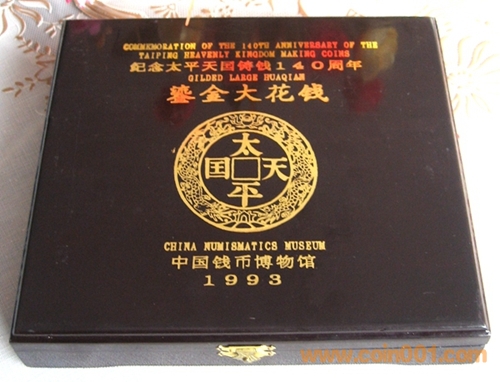 COMMEMORATION OF THE 140TH ANNIVERSARY OF THE
TAIPING HEAVENLY KINGDOM MAKING COINS
纪念太平天国铸钱140周年
GILDED LARGE HUAQIAN
鎏金大花钱
太
国 天
平
CHINA NUMISMATICS MUSEUM
中国钱币博物馆
1993
www.coin001.com